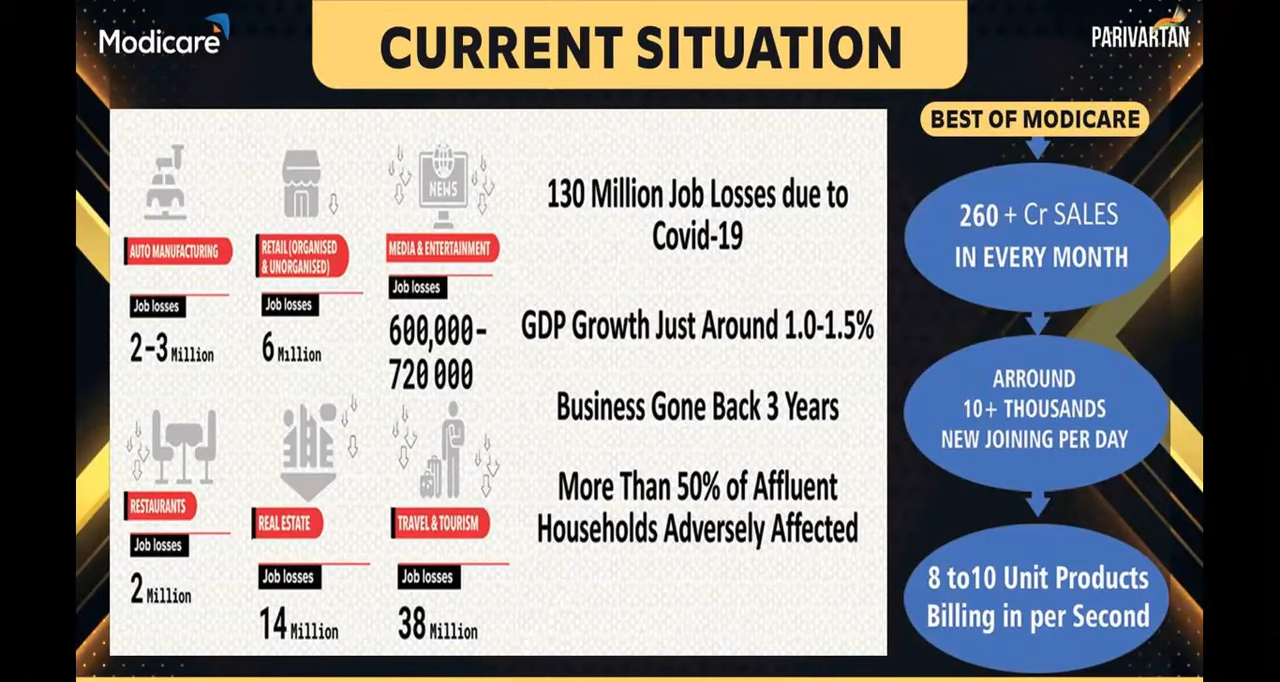 Modicare
CURRENT SITUATION
PARIVARTAN
NEWS
AUTO MANUFACTURING
Job losses
2-3 Million
RETAIL (ORGANISED
& UNORGANISED)
Job losses
6 Million
MEDIA & ENTERTAINMENT
Job losses
600,000-
720 000
RESTAURANTS
Job losses
2 Million
REAL ESTATE
Job losses
14 Million
TRAVEL & TOURISM
Job losses
38 Million
130 Million Job Losses due to
Covid-19
GDP Growth Just Around 1.0-1.5%
Business Gone Back 3 Years
More Than 50% of Affluent
Households Adversely Affected
BEST OF MODICARE
260 + Cr SALES
IN EVERY MONTH
ARROUND
10+ THOUSANDS
NEW JOINING PER DAY
8 to10 Unit Products
Billing in per Second